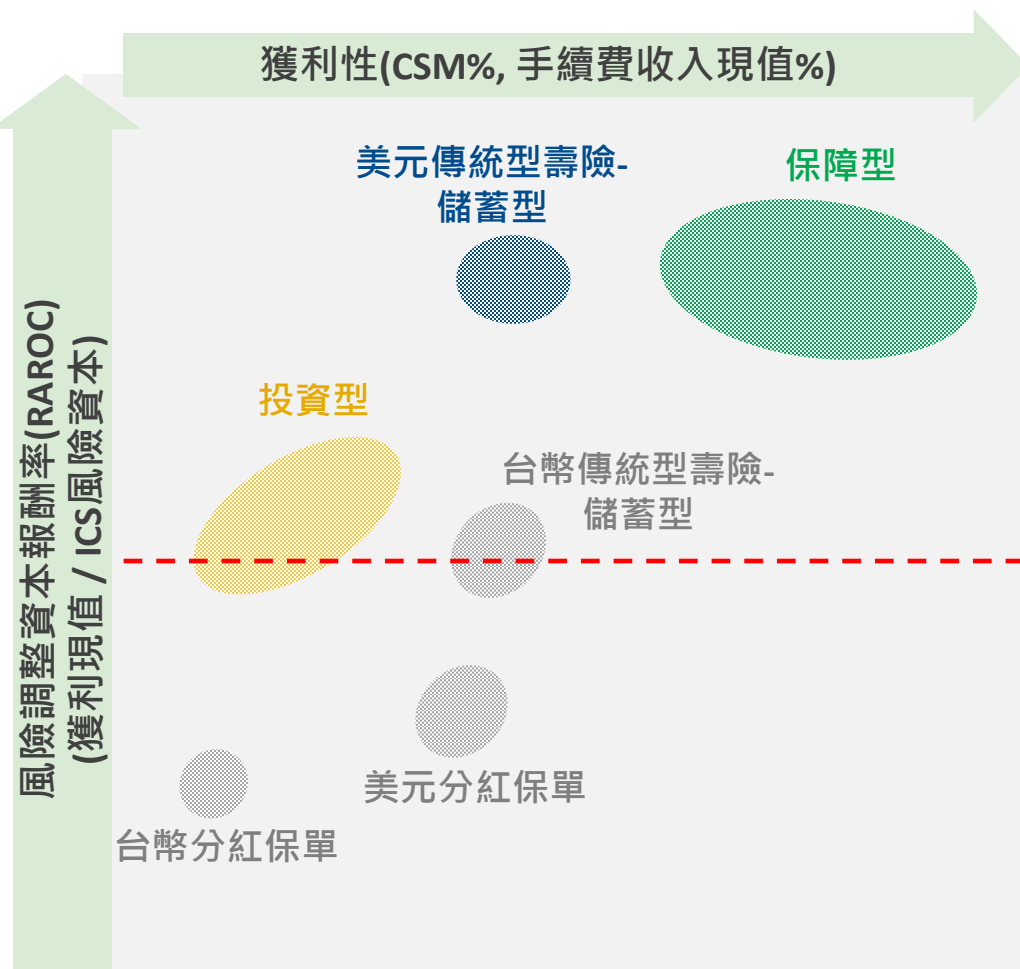 獲利性(CSM%, 手續費收入現值%)
美元傳統型壽險-
儲蓄型
保障型
投資型
台幣傳統型壽險-
儲蓄型
美元分紅保單
台幣分紅保單
風險調整資本報酬率(RAROC)
(獲利現值 / ICS風險資本)